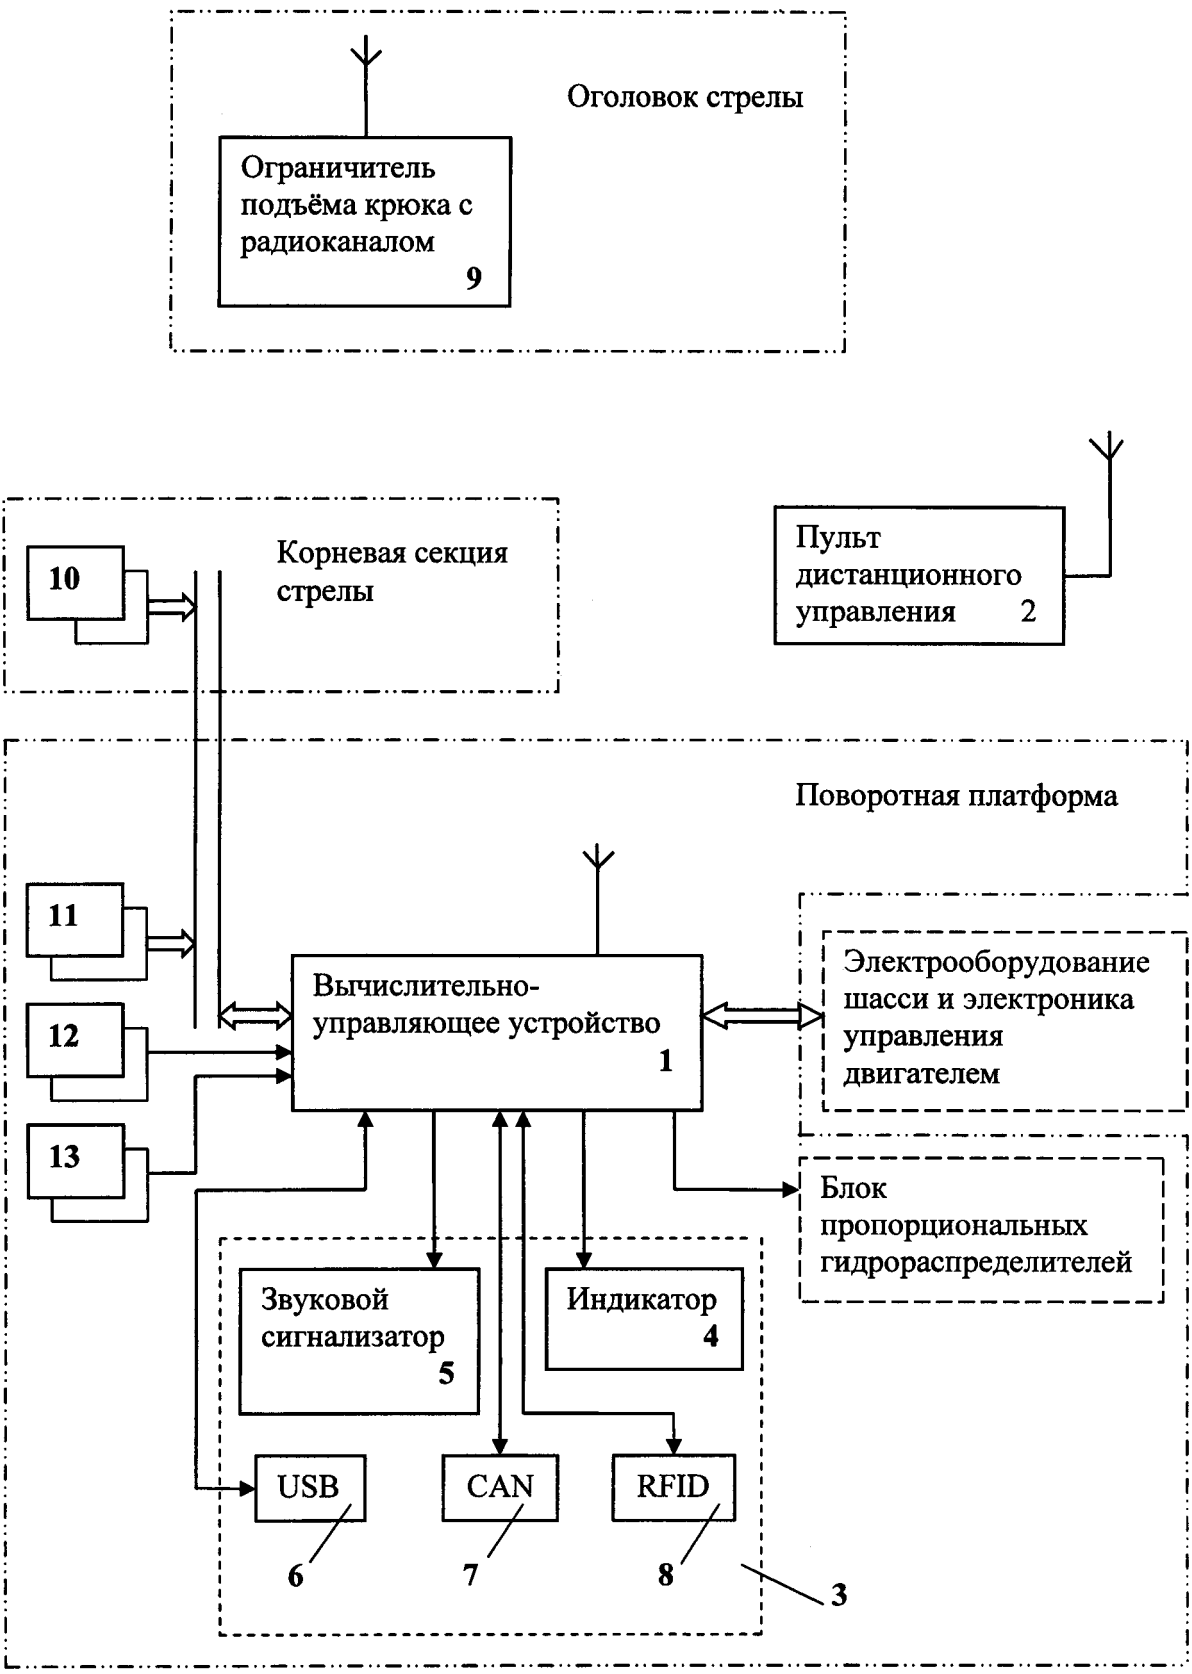 Оголовок стрелы
Ограничитель
подъёма крюка с
радиоканалом
9
Корневая секция
стрелы
10
Пульт
дистанционного
управления 2
Поворотная платформа
11
12
13
Вычислительно-
управляющее устройство
1
Электрооборудование
шасси и электроника
управления
двигателем
Блок
пропорциональных
гидрораспределителей
Звуковой
сигнализатор
5
Индикатор
4
USB
CAN
RFID
6
7
8
3